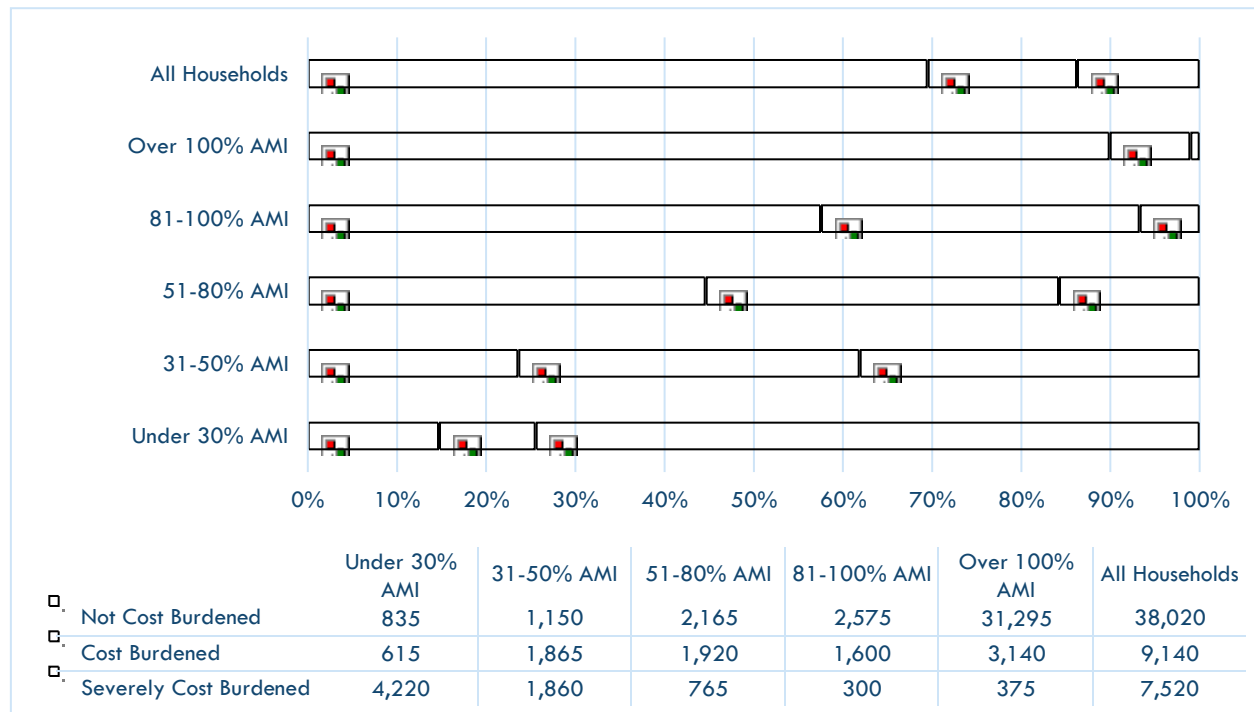 All Households
Over 100% AMI
81-100% AMI
51-80% AMI
31-50% AMI
Under 30% AMI
0% 10% 20% 30% 40% 50% 60% 70% 80% 90% 100%
Under 30% AMI 31-50% AMI 51-80% AMI 81-100% AMI Over 100% AMI All Households
Not Cost Burdened 835 1,150 2,165 2,575 31,295 38,020
Cost Burdened 615 1,865 1,920 1,600 3,140 9,140
Severely Cost Burdened 4,220 1,860 765 300 375 7,520